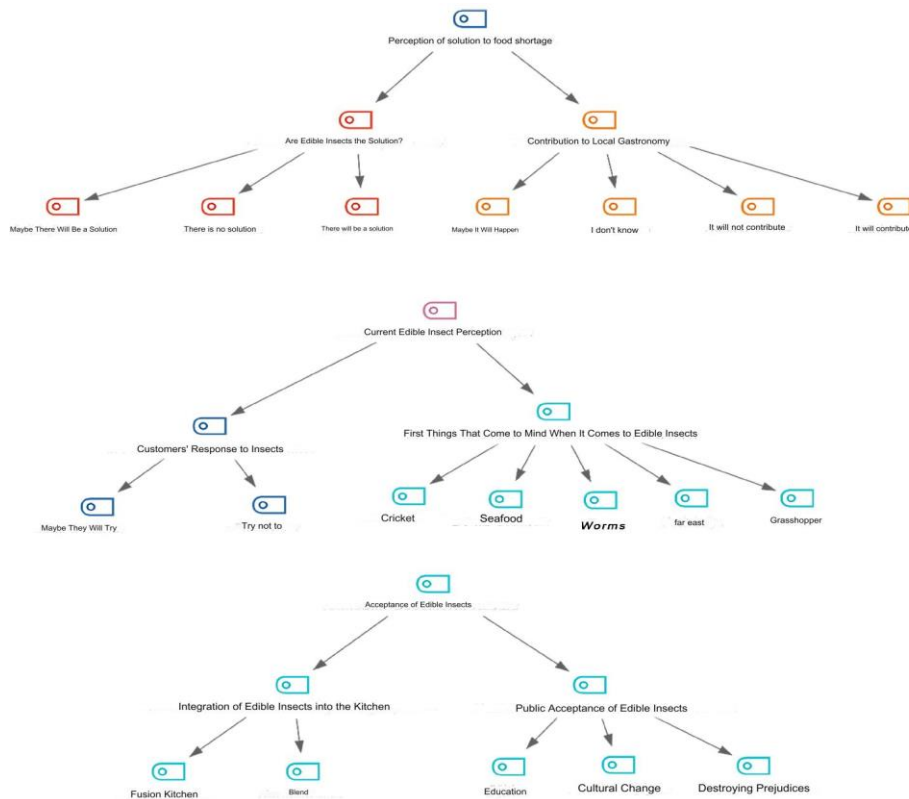 Perception of solution to food shortage
Are Edible Insects the Solution?
Contribution to Local Gastronomy
Maybe There Will Be a Solution
There is no solution
There will be a solution
Maybe It Will Happen
I don't know
It will not contribute
It will contribute
Current Edible Insect Perception
Customers' Response to Insects
First Things That Come to Mind When It Comes to Edible Insects
Maybe They Will Try
Try not to
Cricket
Seafood
Worms
far east
Grasshopper
Acceptance of Edible Insects
Integration of Edible Insects into the Kitchen
Public Acceptance of Edible Insects
Fusion Kitchen
Blend
Education
Cultural Change
Destroying Prejudices